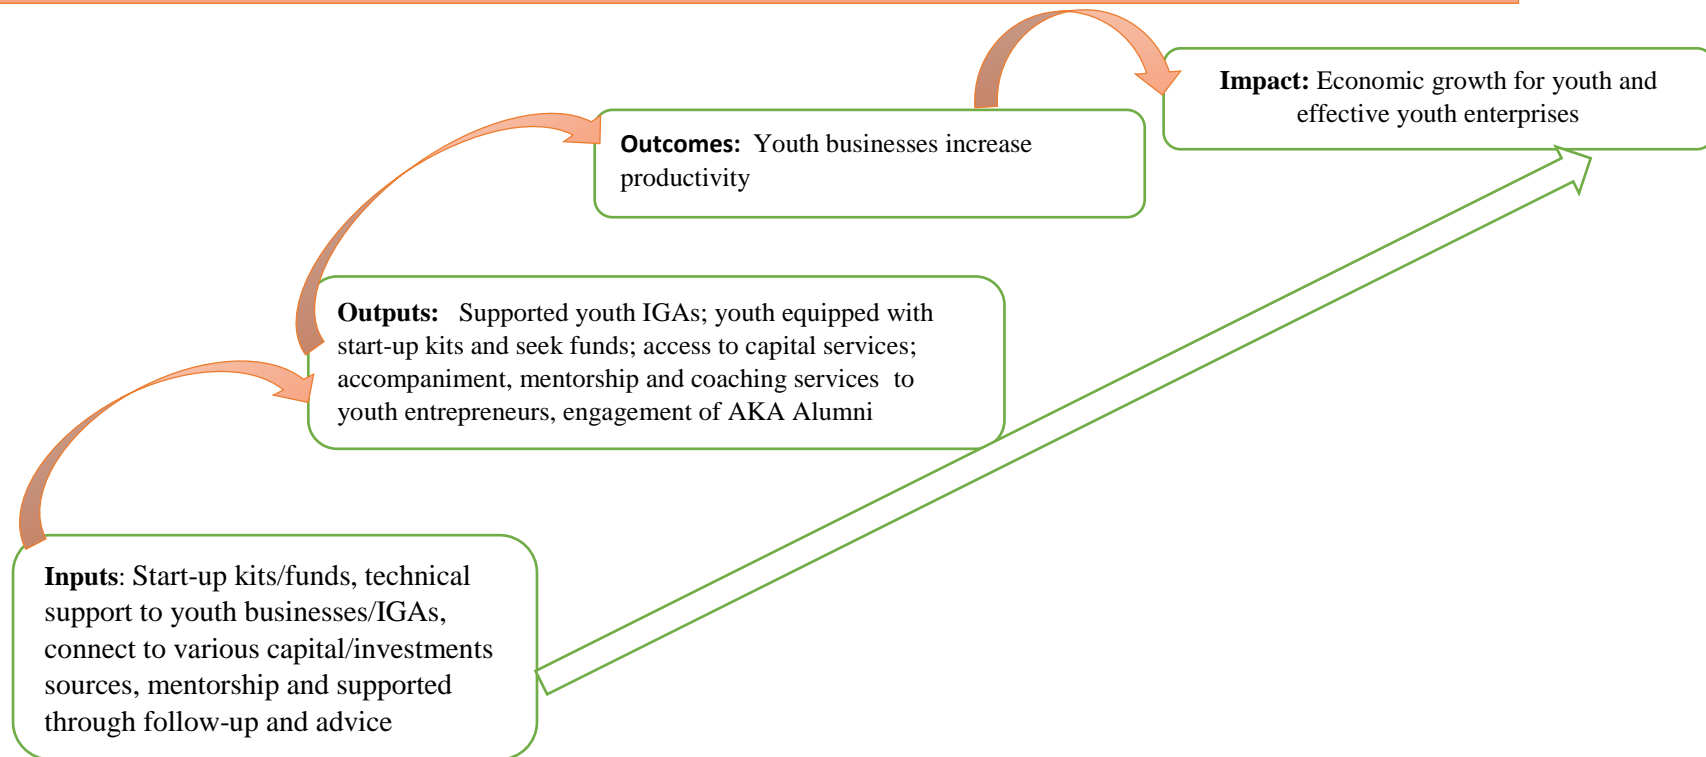 Impact: Economic growth for youth and
effective youth enterprises
Outcomes: Youth businesses increase
productivity
Outputs: Supported youth IGAs; youth equipped with
start-up kits and seek funds; access to capital services;
accompaniment, mentorship and coaching services to
youth entrepreneurs, engagement of AKA Alumni
Inputs: Start-up kits/funds, technical
support to youth businesses/IGAs,
connect to various capital/investments
sources, mentorship and supported
through follow-up and advice